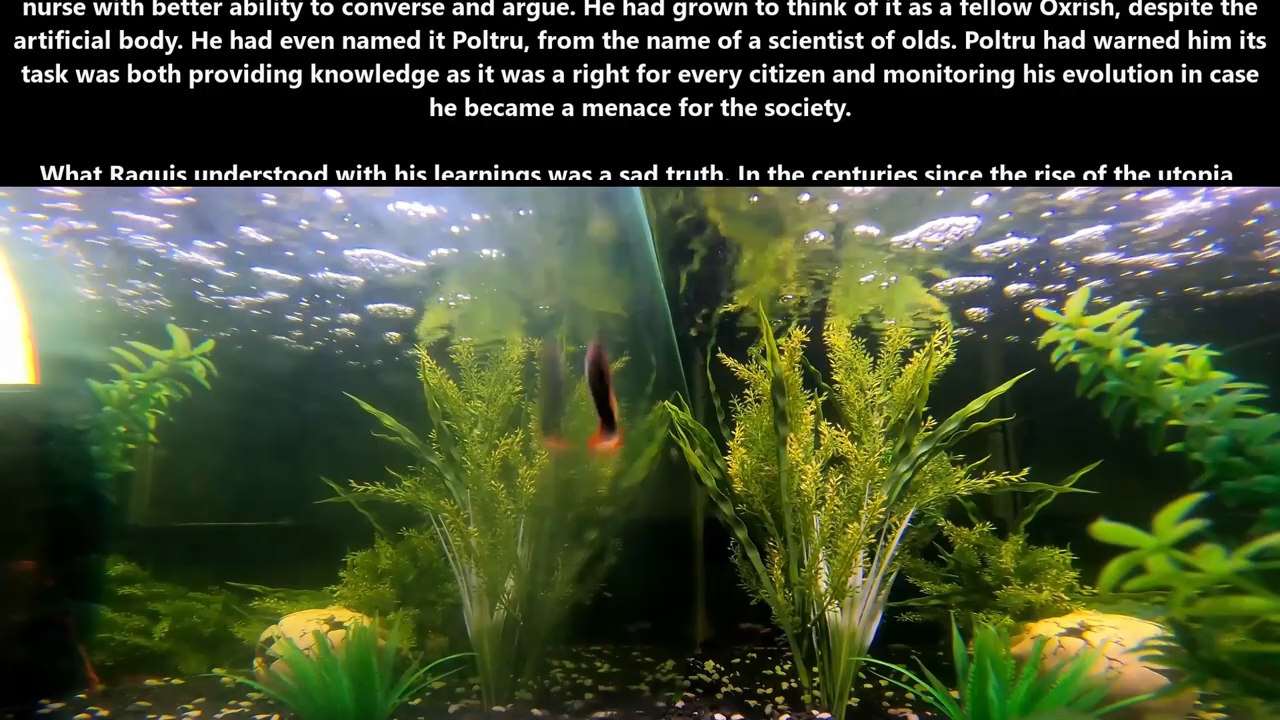 nurse with better ability to converse and argue. He had grown to think of it as a fellow Oxrish, despite the
artificial body. He had even named it Poltru, from the name of a scientist of olds. Poltru had warned him its
task was both providing knowledge as it was a right for every citizen and monitoring his evolution in case
he became a menace for the society.
What Raquis understood with his learnings was a sad truth. In the centuries since the rise of the utopia